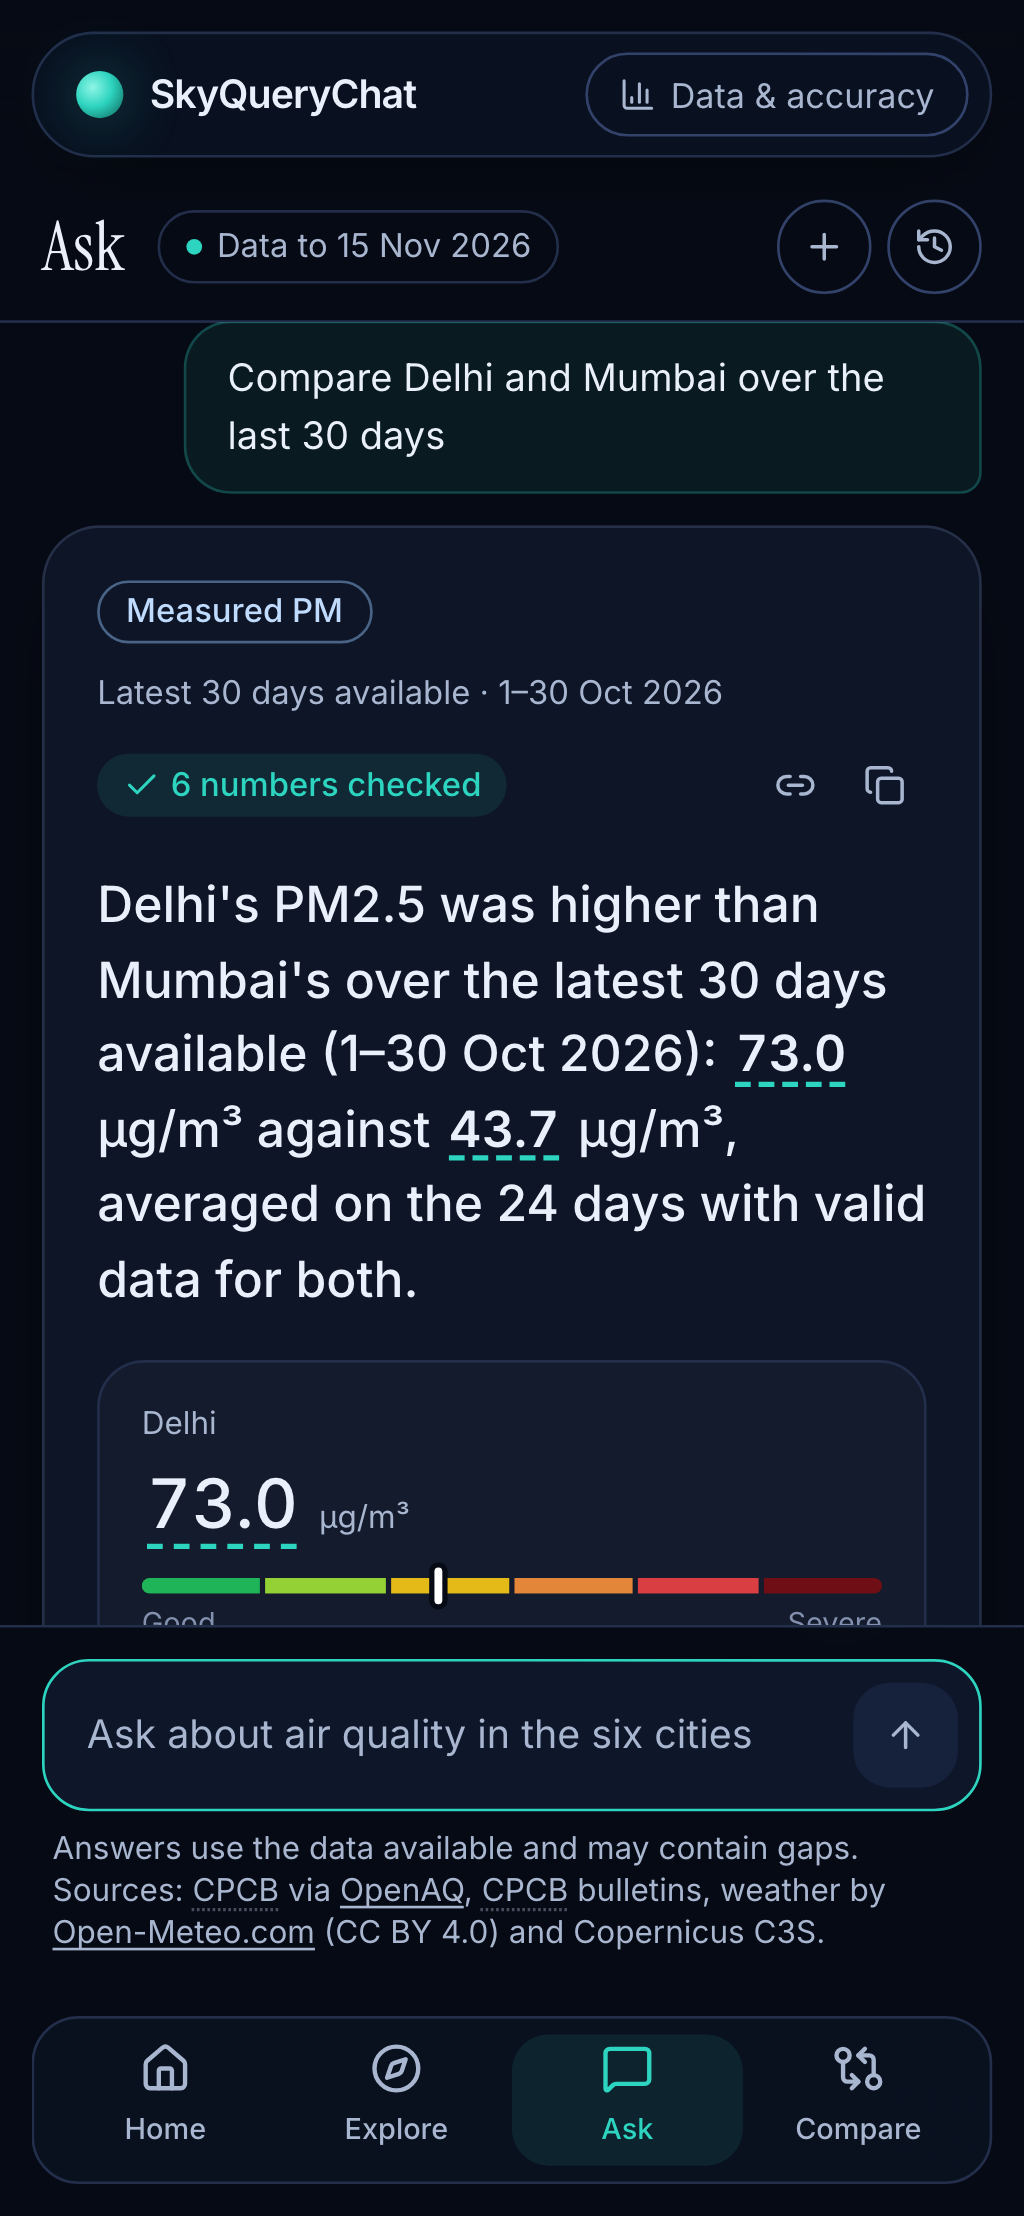 SkyQueryChat
Data & accuracy
Ask
Data to 15 Nov 2026
Compare Delhi and Mumbai over the
last 30 days
Measured PM
Latest 30 days available · 1–30 Oct 2026
6 numbers checked
Delhi's PM2.5 was higher than
Mumbai's over the latest 30 days
available (1–30 Oct 2026): 73.0
µg/m³ against 43.7 µg/m³,
averaged on the 24 days with valid
data for both.
Delhi
73.0 µg/m³
Good
Severe
Ask about air quality in the six cities
Answers use the data available and may contain gaps.
Sources: CPCB via OpenAQ, CPCB bulletins, weather by
Open-Meteo.com (CC BY 4.0) and Copernicus C3S.
Home
Explore
Ask
Compare